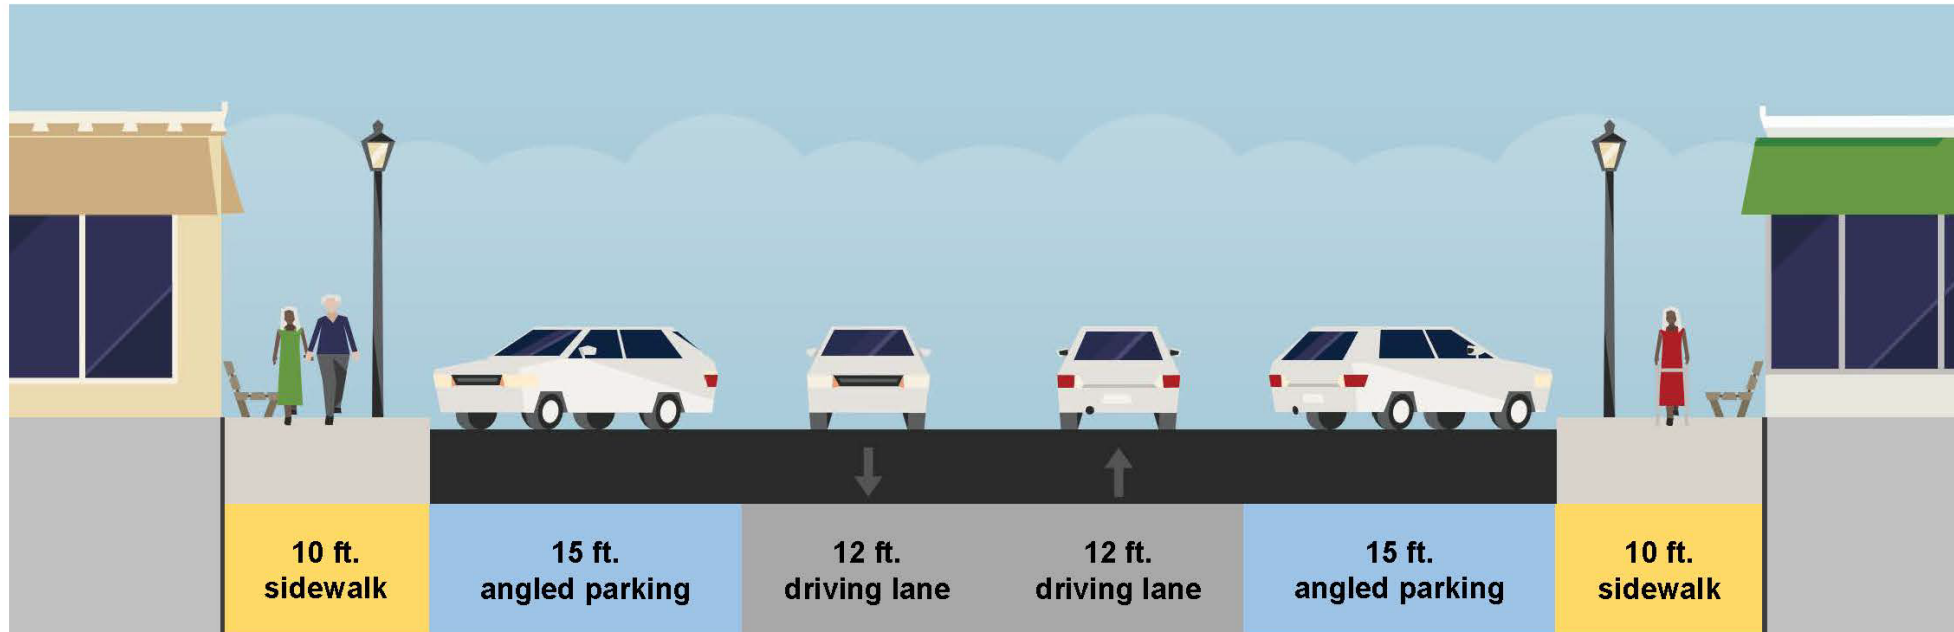 10 ft.
sidewalk
15 ft.
angled parking
12 ft.
driving lane
12 ft.
driving lane
15 ft.
angled parking
10 ft.
sidewalk